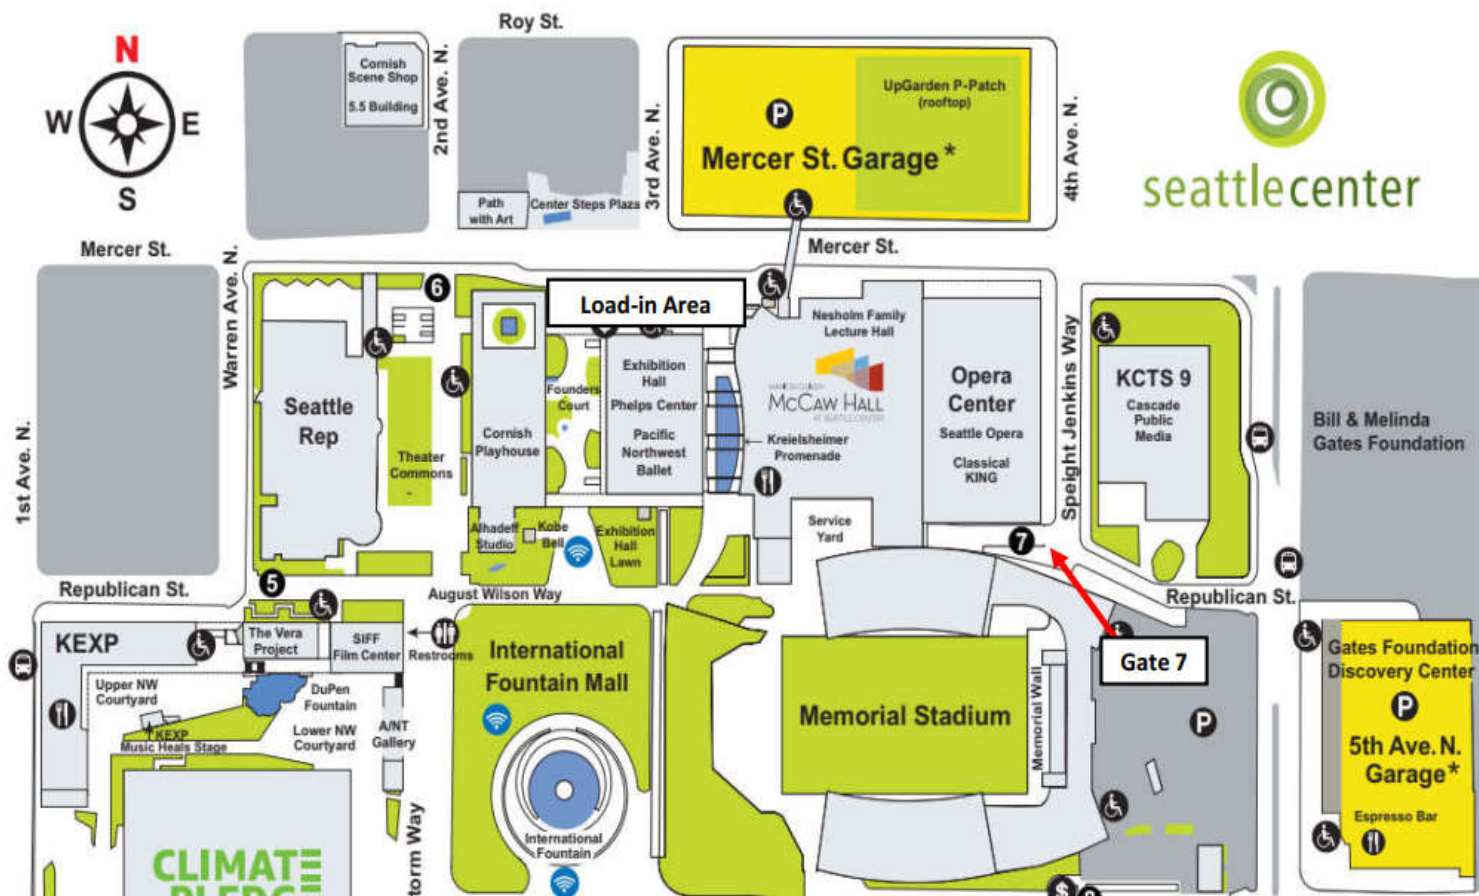 Roy St.
N
W
E
S
Cornish
Scene Shop
5.5 Building
2nd Ave. N.
Path
with Art
Center Steps Plaza
3rd Ave. N.
P
UpGarden P-Patch
(rooftop)
Mercer St. Garage*
4th Ave. N.
seattlecenter
Mercer St.
Mercer St.
Warren Ave. N.
1st Ave. N.
6
Load-in Area
Seattle
Rep
Theater
Commons
Cornish
Playhouse
Founders
Court
Exhibition
Hall
Phelps Center
Pacific
Northwest
Ballet
Nesholm Family
Lecture Hall
McCAW HALL
AT SEATTLE CENTER
Kreielsheimer
Promenade
Opera
Center
Seattle Opera
Classical
KING
Speight Jenkins Way
KCTS 9
Cascade
Public
Media
Bill & Melinda
Gates Foundation
Alhadeff
Studio
Kobe
Bell
Exhibition
Hall
Lawn
Service
Yard
7
Republican St.
5
August Wilson Way
Republican St.
Gate 7
KEXP
The Vera
Project
SIFF
Film Center
Restrooms
Upper NW
Courtyard
DuPen
Fountain
KEXP
Music Heals Stage
Lower NW
Courtyard
A/NT
Gallery
International
Fountain Mall
International
Fountain
Memorial Stadium
Memorial Wall
P
Gates Foundation
Discovery Center
P
5th Ave. N.
Garage*
Espresso Bar
CLIMATE
PLEDGE
torm Way
$